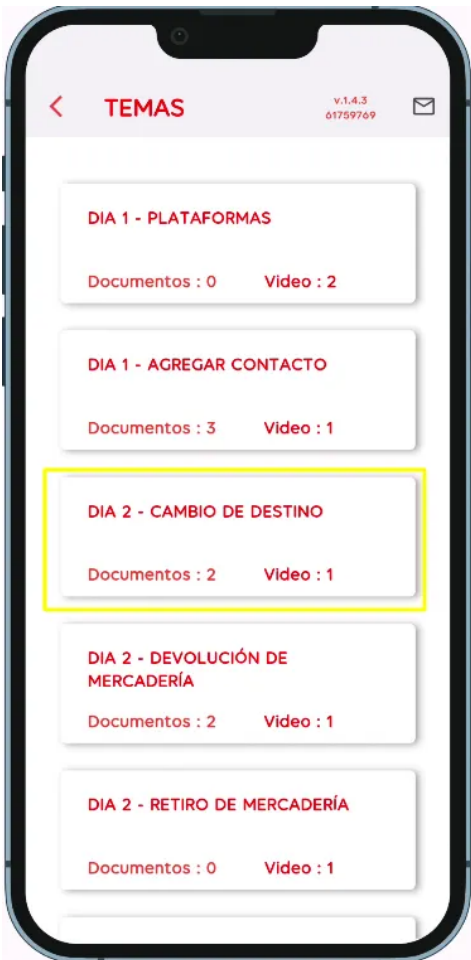 TEMAS
v.1.4.3
61759769
DIA 1 - PLATAFORMAS
Documentos : 0 Video : 2
DIA 1 - AGREGAR CONTACTO
Documentos : 3 Video : 1
DIA 2 - CAMBIO DE DESTINO
Documentos : 2 Video : 1
DIA 2 - DEVOLUCIÓN DE
MERCADERÍA
Documentos : 2 Video : 1
DIA 2 - RETIRO DE MERCADERÍA
Documentos : 0 Video : 1